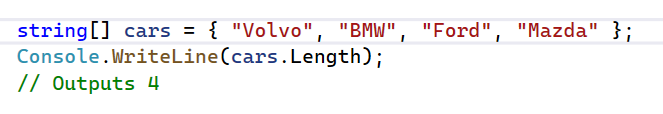 string[] cars = { "Volvo", "BMW", "Ford", "Mazda" };
Console.WriteLine(cars.Length);
// Outputs 4